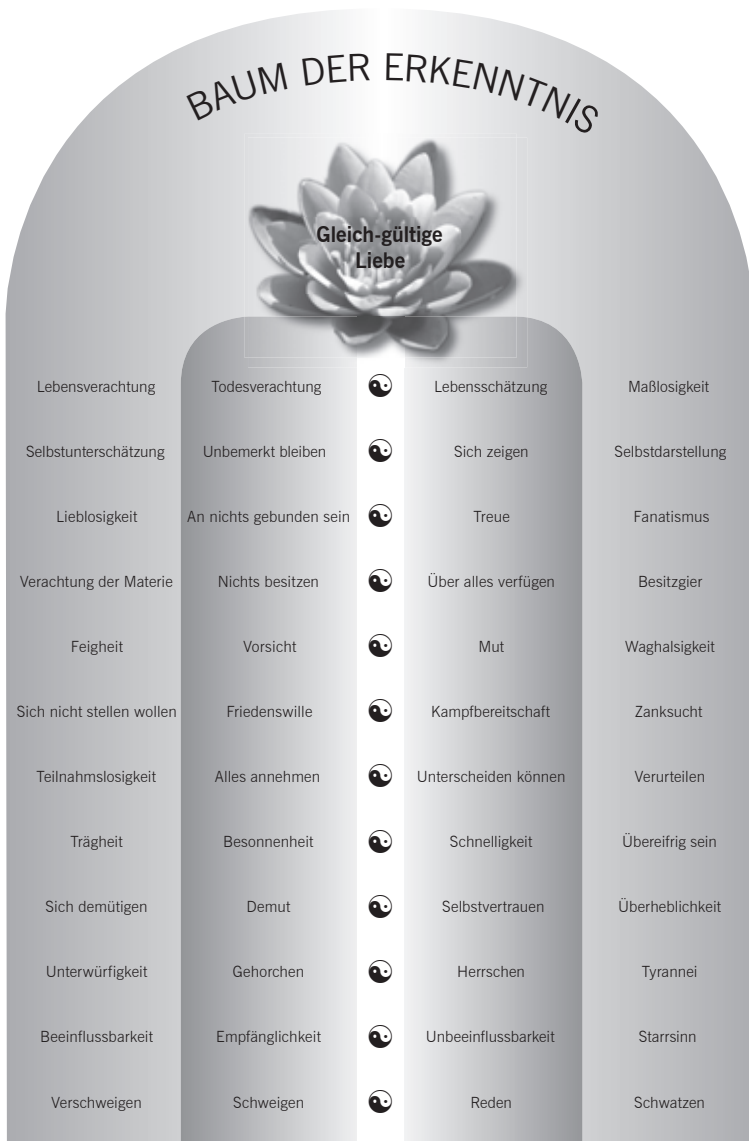 BAUM DER ERKENNTNIS
Gleich-gültige
Liebe
Lebensverachtung Todesverachtung Lebensschätzung Maßlosigkeit
Selbstunterschätzung Unbemerkt bleiben Sich zeigen Selbstdarstellung
Lieblosigkeit An nichts gebunden sein Treue Fanatismus
Verachtung der Materie Nichts besitzen Über alles verfügen Besitzgier
Feigheit Vorsicht Mut Waghalsigkeit
Sich nicht stellen wollen Friedenswille Kampfbereitschaft Zanksucht
Teilnahmslosigkeit Alles annehmen Unterscheiden können Verurteilen
Trägheit Besonnenheit Schnelligkeit Übereifrig sein
Sich demütigen Demut Selbstvertrauen Überheblichkeit
Unterwürfigkeit Gehorchen Herrschen Tyrannei
Beeinflussbarkeit Empfänglichkeit Unbeeinflussbarkeit Starrsinn
Verschweigen Schweigen Reden Schwatzen